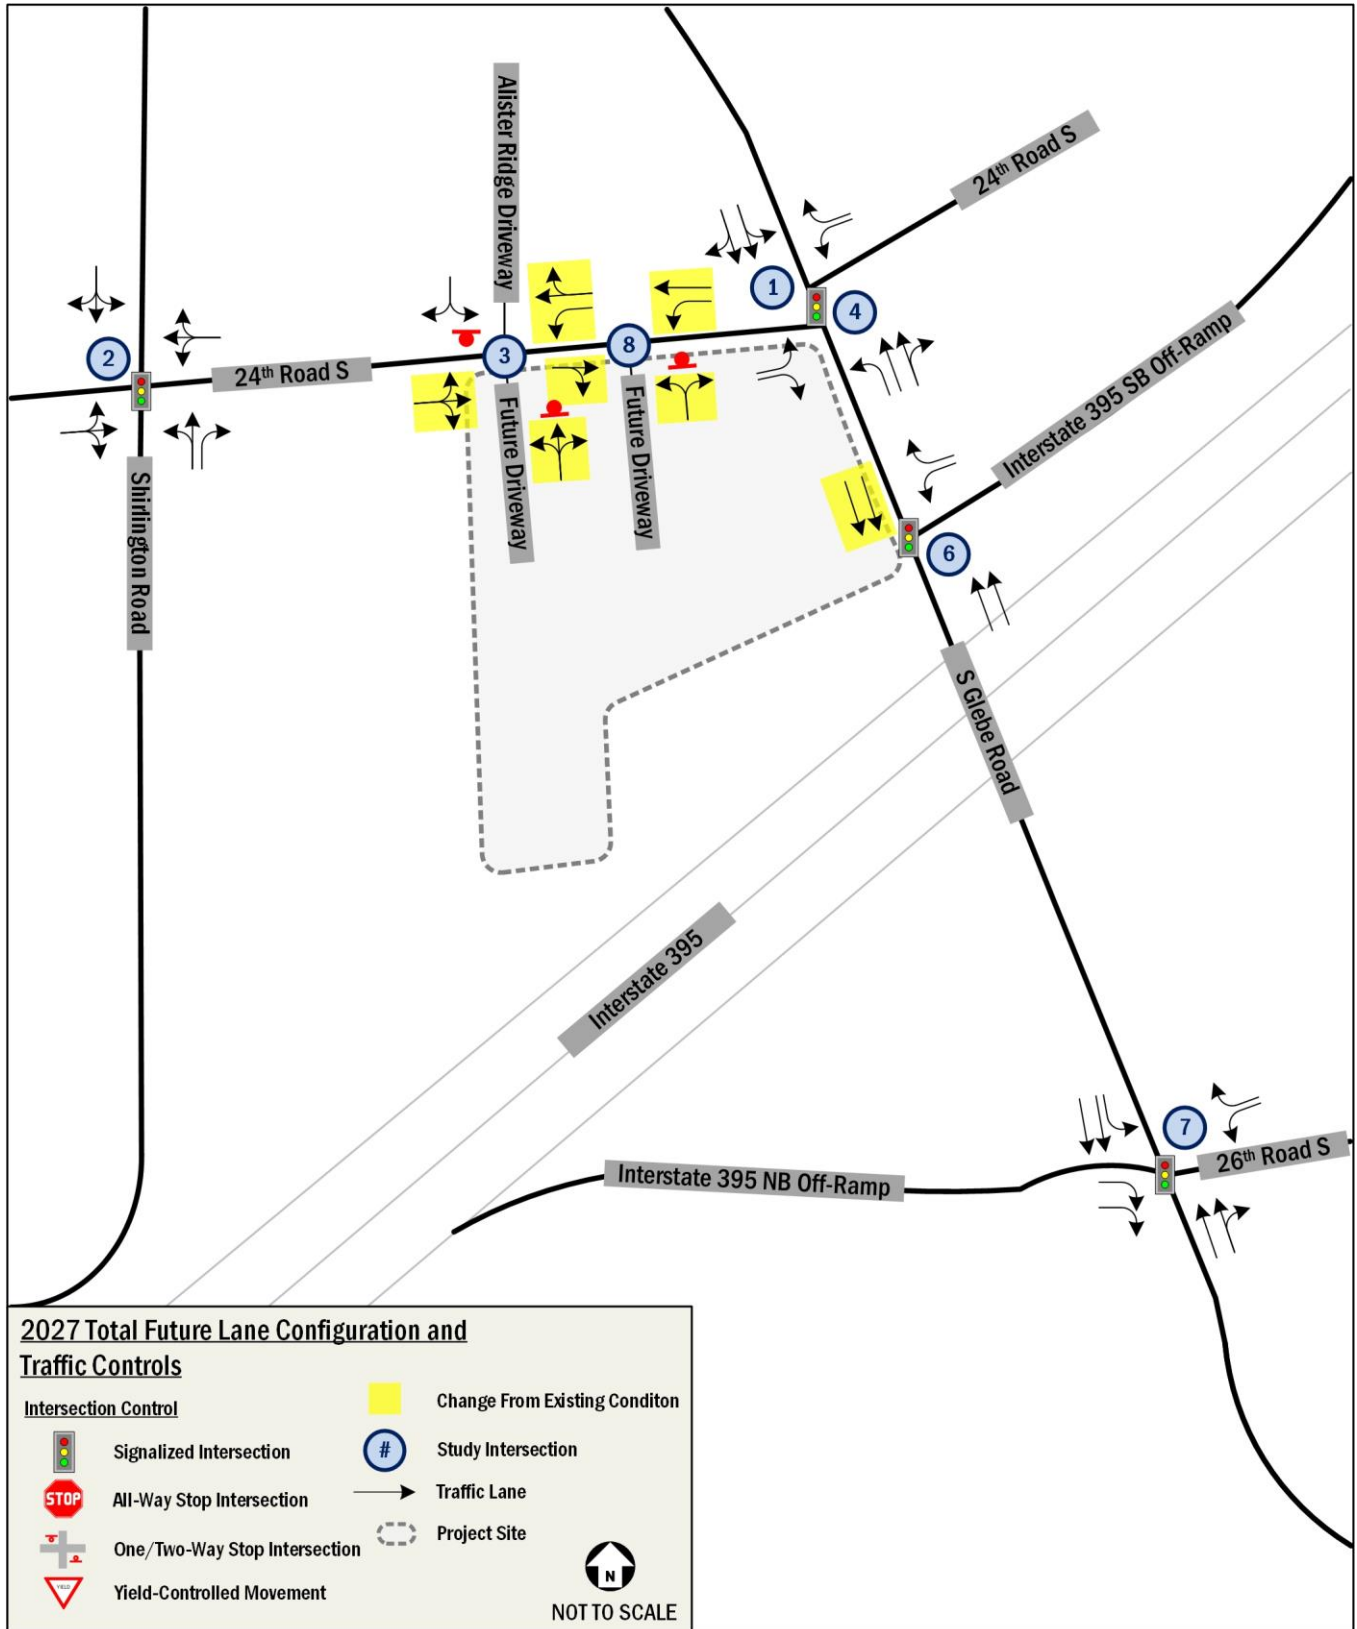 Alister Ridge Driveway
24th Road S
1
4
2
3
8
24th Road S
Interstate 395 SB Off-Ramp
Future Driveway
Future Driveway
6
Shirlington Road
S Glebe Road
Interstate 395
7
26th Road S
Interstate 395 NB Off-Ramp
2027 Total Future Lane Configuration and
Traffic Controls
Intersection Control
Signalized Intersection
STOP
All-Way Stop Intersection
One/Two-Way Stop Intersection
YIELD
Yield-Controlled Movement
Change From Existing Conditon
#
Study Intersection
Traffic Lane
Project Site
N
NOT TO SCALE